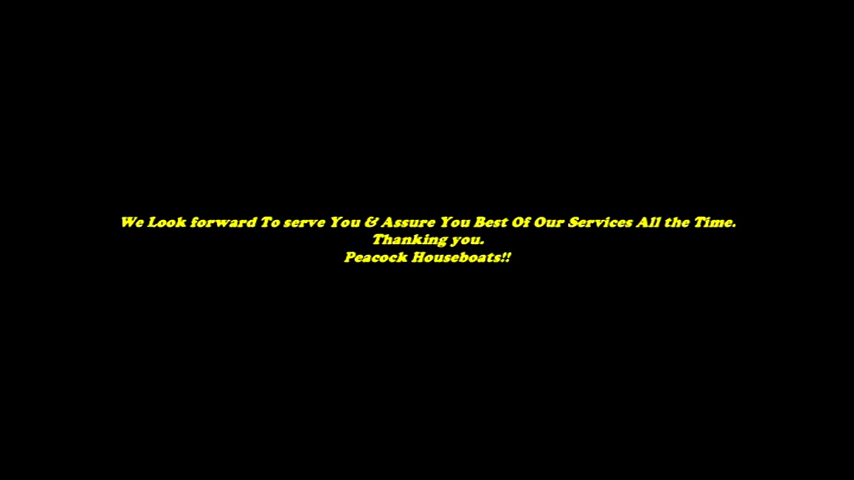 We Look forward To serve You & Assure You Best Of Our Services All the Time.
Thanking you.
Peacock Houseboats!!